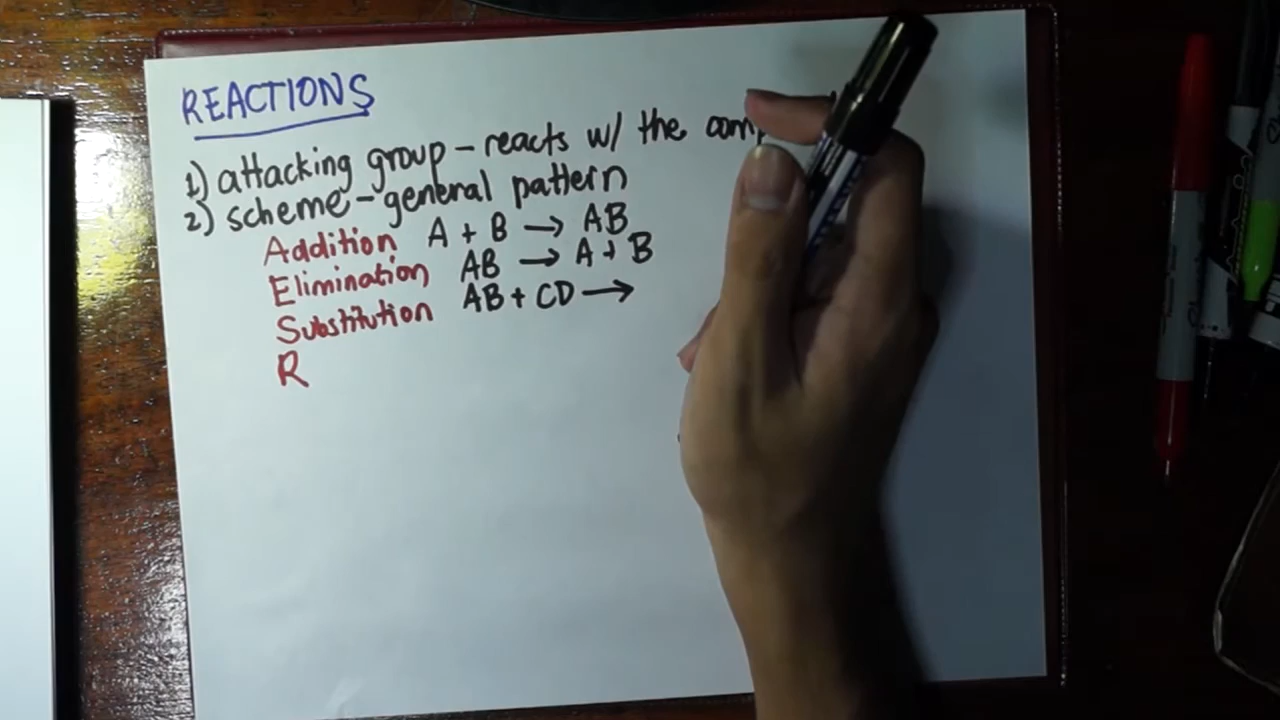 REACTIONS
1) attacking group – reacts w/ the
2) scheme – general pattern
Addition A + B → AB
Elimination AB → A + B
Substitution AB + CD →
R